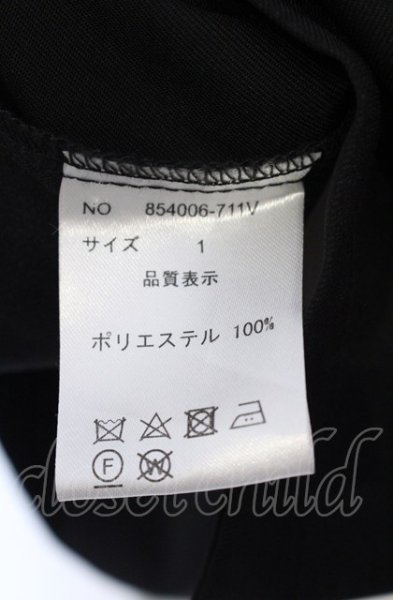 NO 854006-711V
サイズ 1
品質表示
ポリエステル 100%
F W
closet child